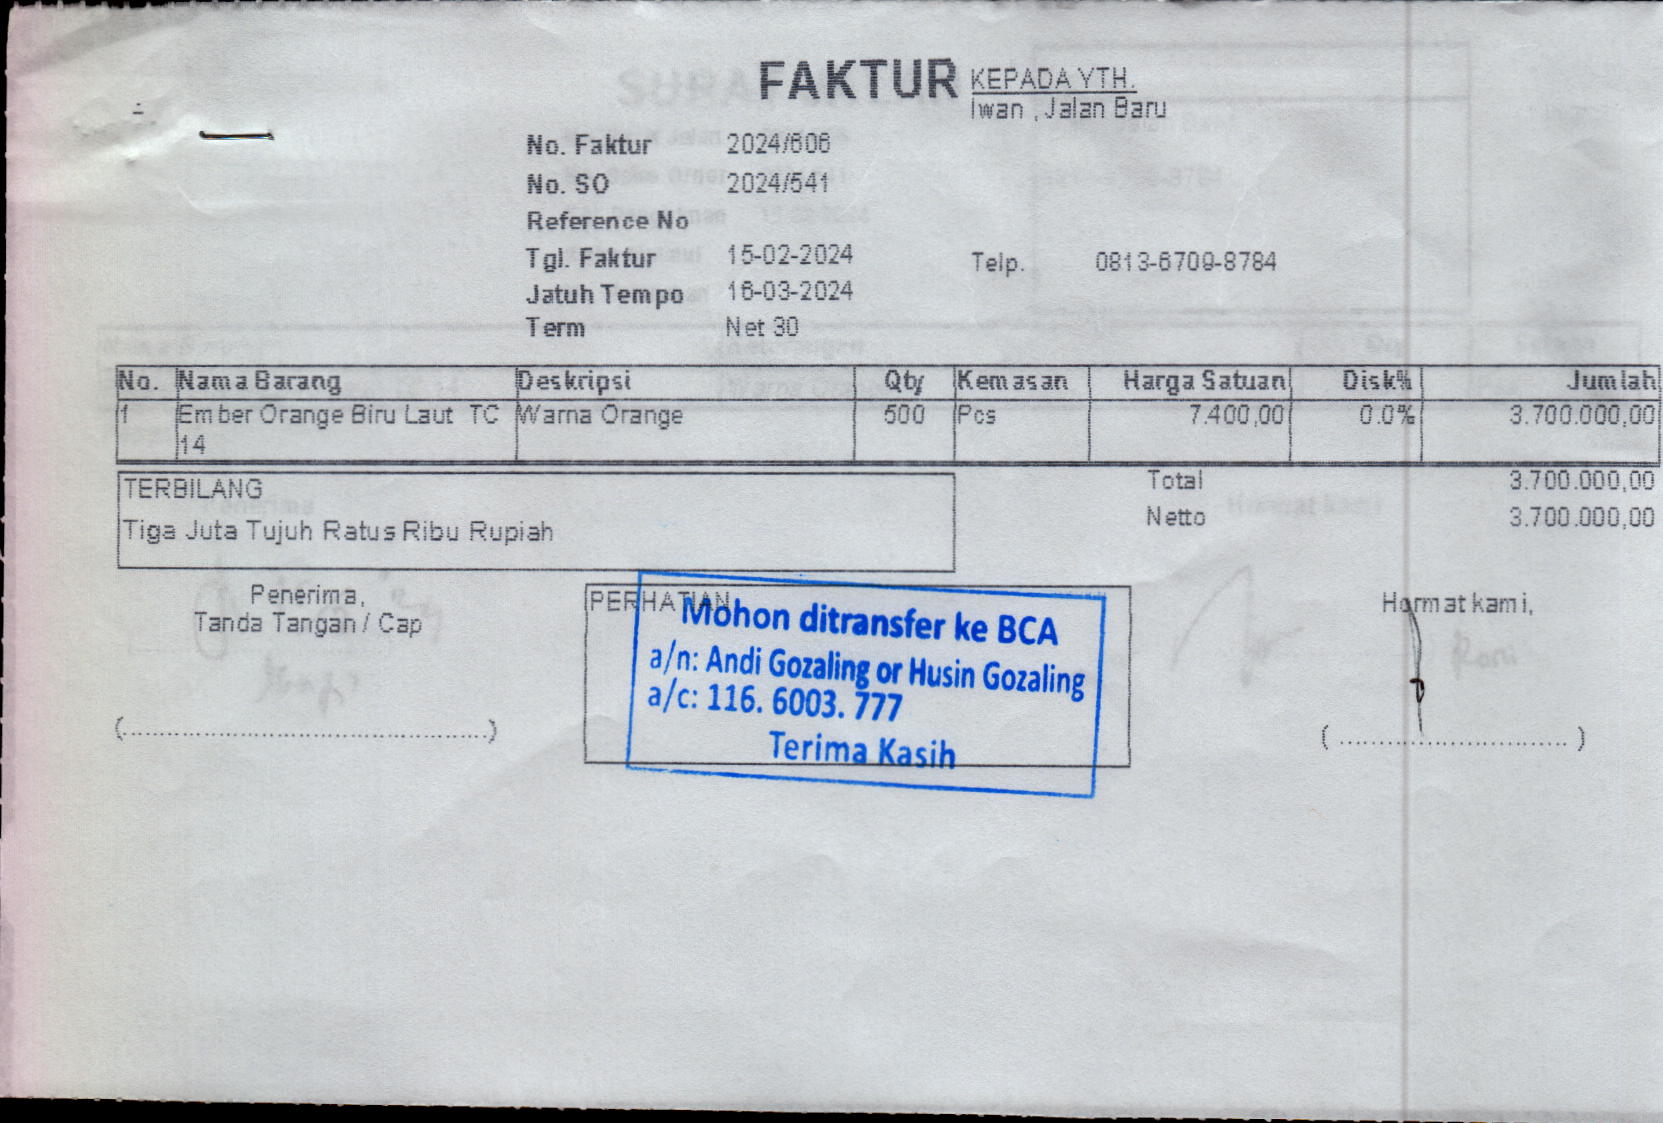 FAKTUR
KEPADA YTH.
Iwan , Jalan Baru
No. Faktur 2024/606
No. SO 2024/541
Reference No
Tgl. Faktur 15-02-2024
Telp. 0813-6709-8784
Jatuh Tempo 16-03-2024
Term Net 30
No. Nama Barang Deskripsi Qty Kemasan Harga Satuan Disk% Jumlah
1 Ember Orange Biru Laut TC 14 Warna Orange 500 Pcs 7.400,00 0.0% 3.700.000,00
Total 3.700.000,00
Netto 3.700.000,00
TERBILANG
Tiga Juta Tujuh Ratus Ribu Rupiah
Penerima,
Tanda Tangan / Cap
(................................................)
PERHATIAN
Mohon ditransfer ke BCA
a/n: Andi Gozaling or Husin Gozaling
a/c: 116. 6003. 777
Terima Kasih
Hormat kami,
( .............................. )